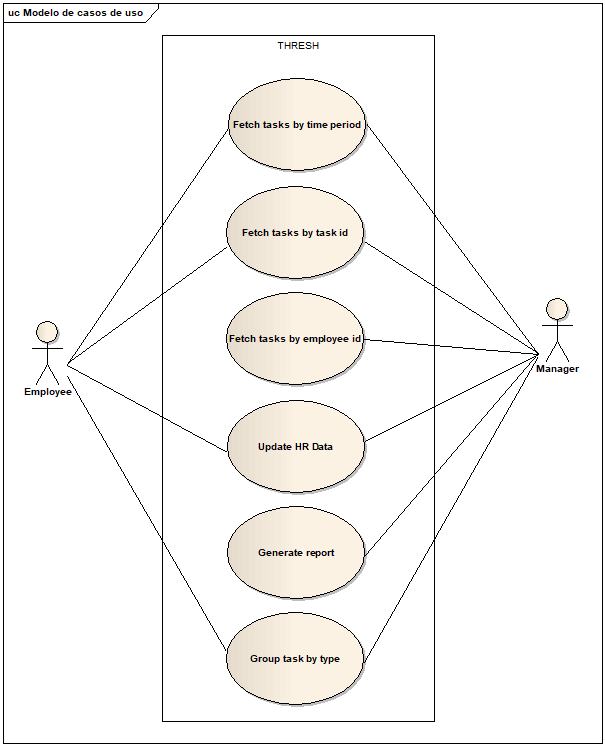 uc Modelo de casos de uso
THRESH
Fetch tasks by time period
Fetch tasks by task id
Fetch tasks by employee id
Employee
Manager
Update HR Data
Generate report
Group task by type